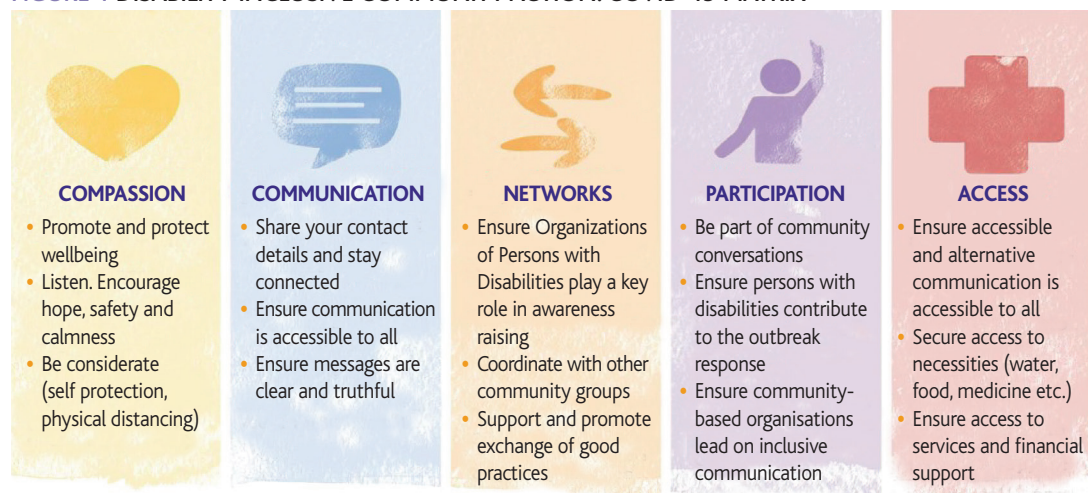 COMPASSION
• Promote and protect
wellbeing
• Listen. Encourage
hope, safety and
calmness
• Be considerate
(self protection,
physical distancing)
COMMUNICATION
• Share your contact
details and stay
connected
• Ensure communication
is accessible to all
• Ensure messages are
clear and truthful
NETWORKS
• Ensure Organizations
of Persons with
Disabilities play a key
role in awareness
raising
• Coordinate with other
community groups
• Support and promote
exchange of good
practices
PARTICIPATION
• Be part of community
conversations
• Ensure persons with
disabilities contribute
to the outbreak
response
• Ensure community-
based organisations
lead on inclusive
communication
ACCESS
• Ensure accessible
and alternative
communication is
accessible to all
• Secure access to
necessities (water,
food, medicine etc.)
• Ensure access to
services and financial
support